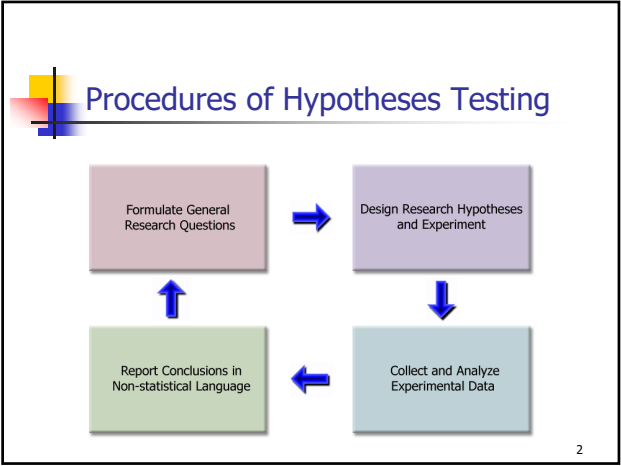 Procedures of Hypotheses Testing
Formulate General
Research Questions
Design Research Hypotheses
and Experiment
Report Conclusions in
Non-statistical Language
Collect and Analyze
Experimental Data
2